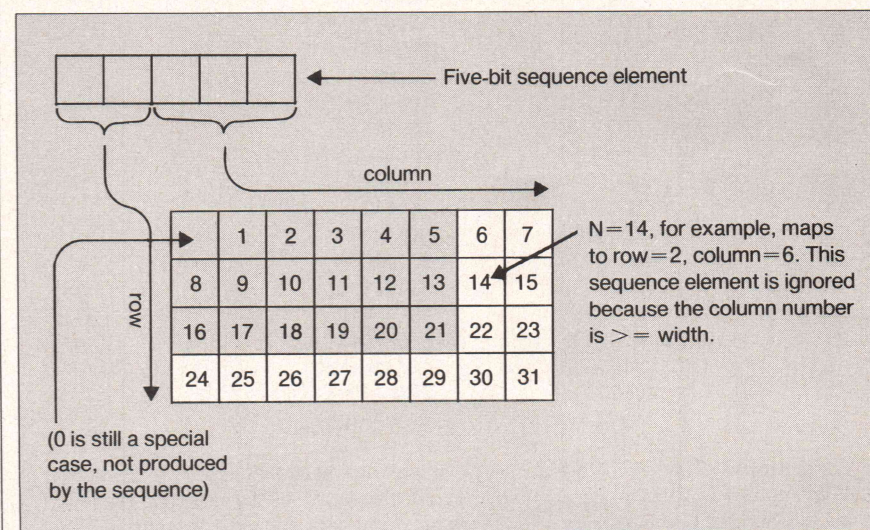 Five-bit sequence element
column
row
1 2 3 4 5 6 7
8 9 10 11 12 13 14 15
16 17 18 19 20 21 22 23
24 25 26 27 28 29 30 31
N=14, for example, maps
to row=2, column=6. This
sequence element is ignored
because the column number
is >= width.
(0 is still a special
case, not produced
by the sequence)